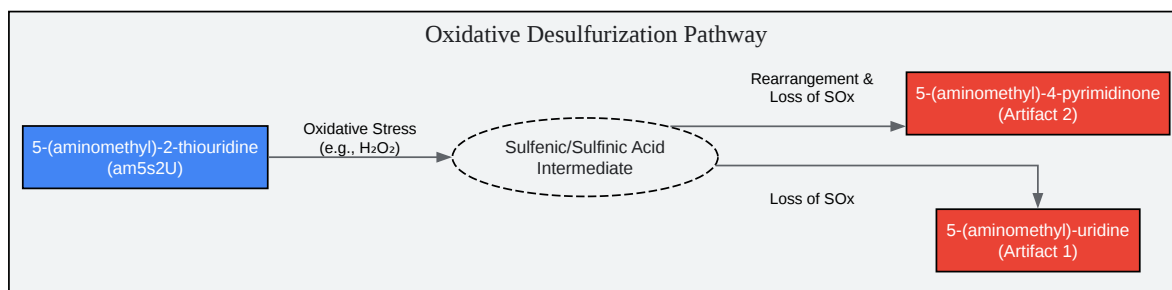 Oxidative Desulfurization Pathway
Rearrangement &
Loss of SOx
5-(aminomethyl)-4-pyrimidinone
(Artifact 2)
5-(aminomethyl)-2-thiouridine
(am5s2U)
Oxidative Stress
(e.g., H₂O₂)
Sulfenic/Sulfinic Acid
Intermediate
Loss of SOx
5-(aminomethyl)-uridine
(Artifact 1)